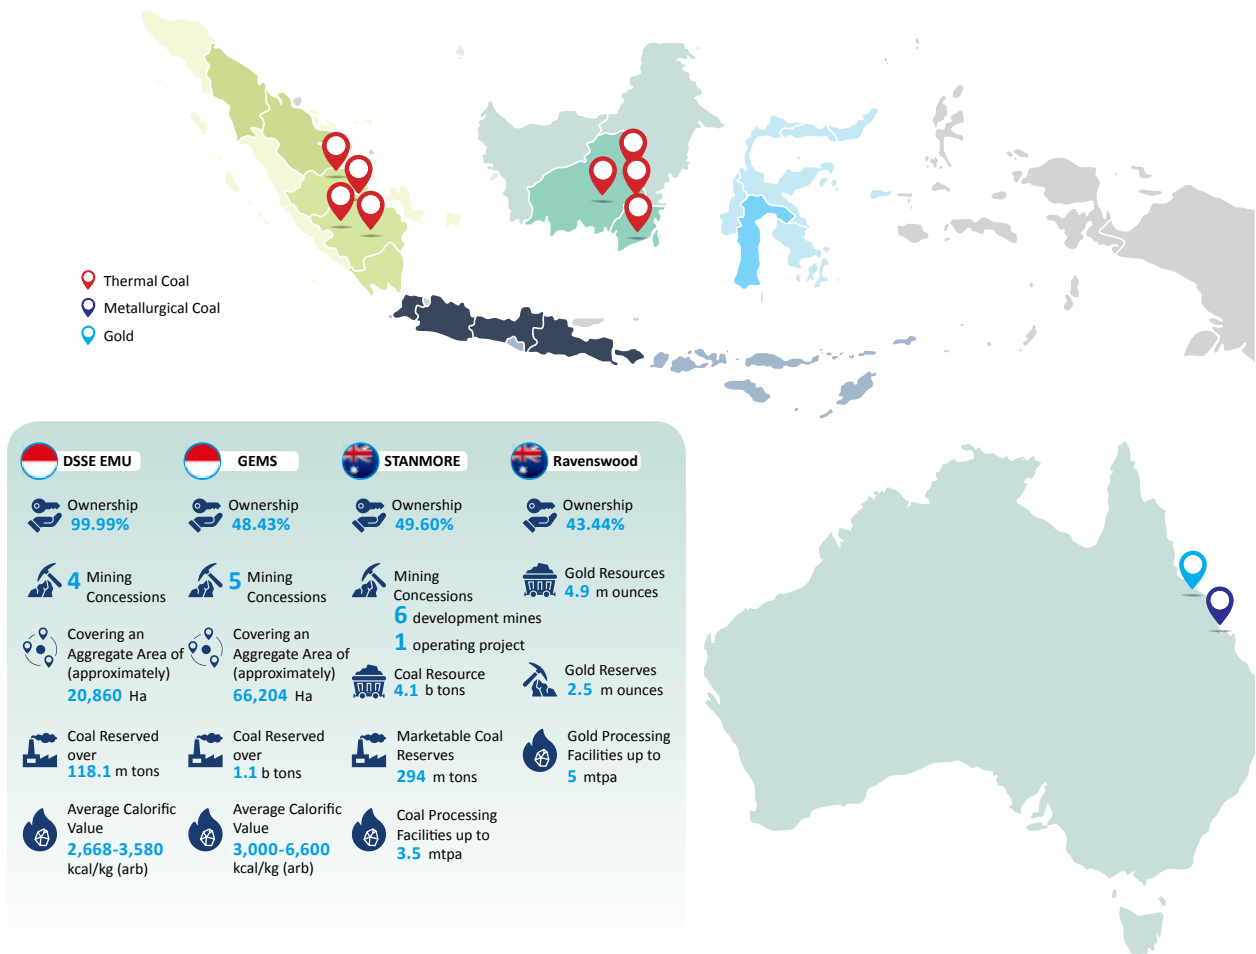 Thermal Coal
Metallurgical Coal
Gold
DSSE EMU
Ownership
99.99%
4 Mining
Concessions
Covering an
Aggregate Area of
(approximately)
20,860 Ha
Coal Reserved
over
118.1 m tons
Average Calorific
Value
2,668-3,580
kcal/kg (arb)
GEMS
Ownership
48.43%
5 Mining
Concessions
Covering an
Aggregate Area of
(approximately)
66,204 Ha
Coal Reserved
over
1.1 b tons
Average Calorific
Value
3,000-6,600
kcal/kg (arb)
STANMORE
Ownership
49.60%
Mining
Concessions
6 development mines
1 operating project
Coal Resource
4.1 b tons
Marketable Coal
Reserves
294 m tons
Coal Processing
Facilities up to
3.5 mtpa
Ravenswood
Ownership
43.44%
Gold Resources
4.9 m ounces
Gold Reserves
2.5 m ounces
Gold Processing
Facilities up to
5 mtpa